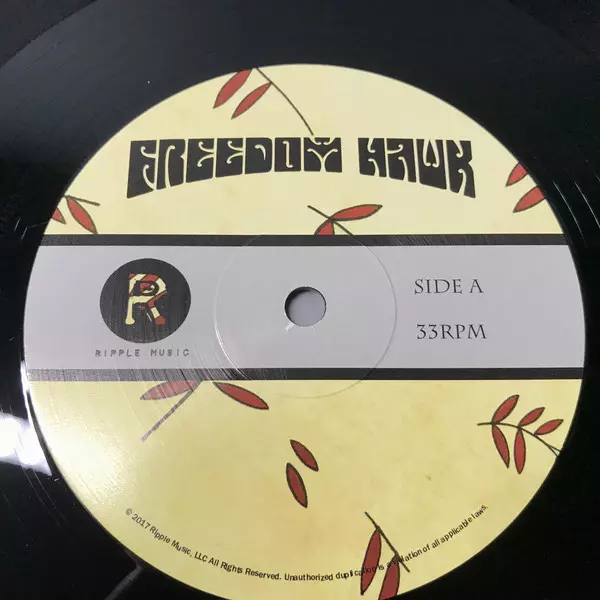 FREEDOM HAWK
R
RIPPLE MUSIC
SIDE A
33RPM
© 2017 Ripple Music, LLC All Rights Reserved. Unauthorized duplication is a violation of all applicable laws.